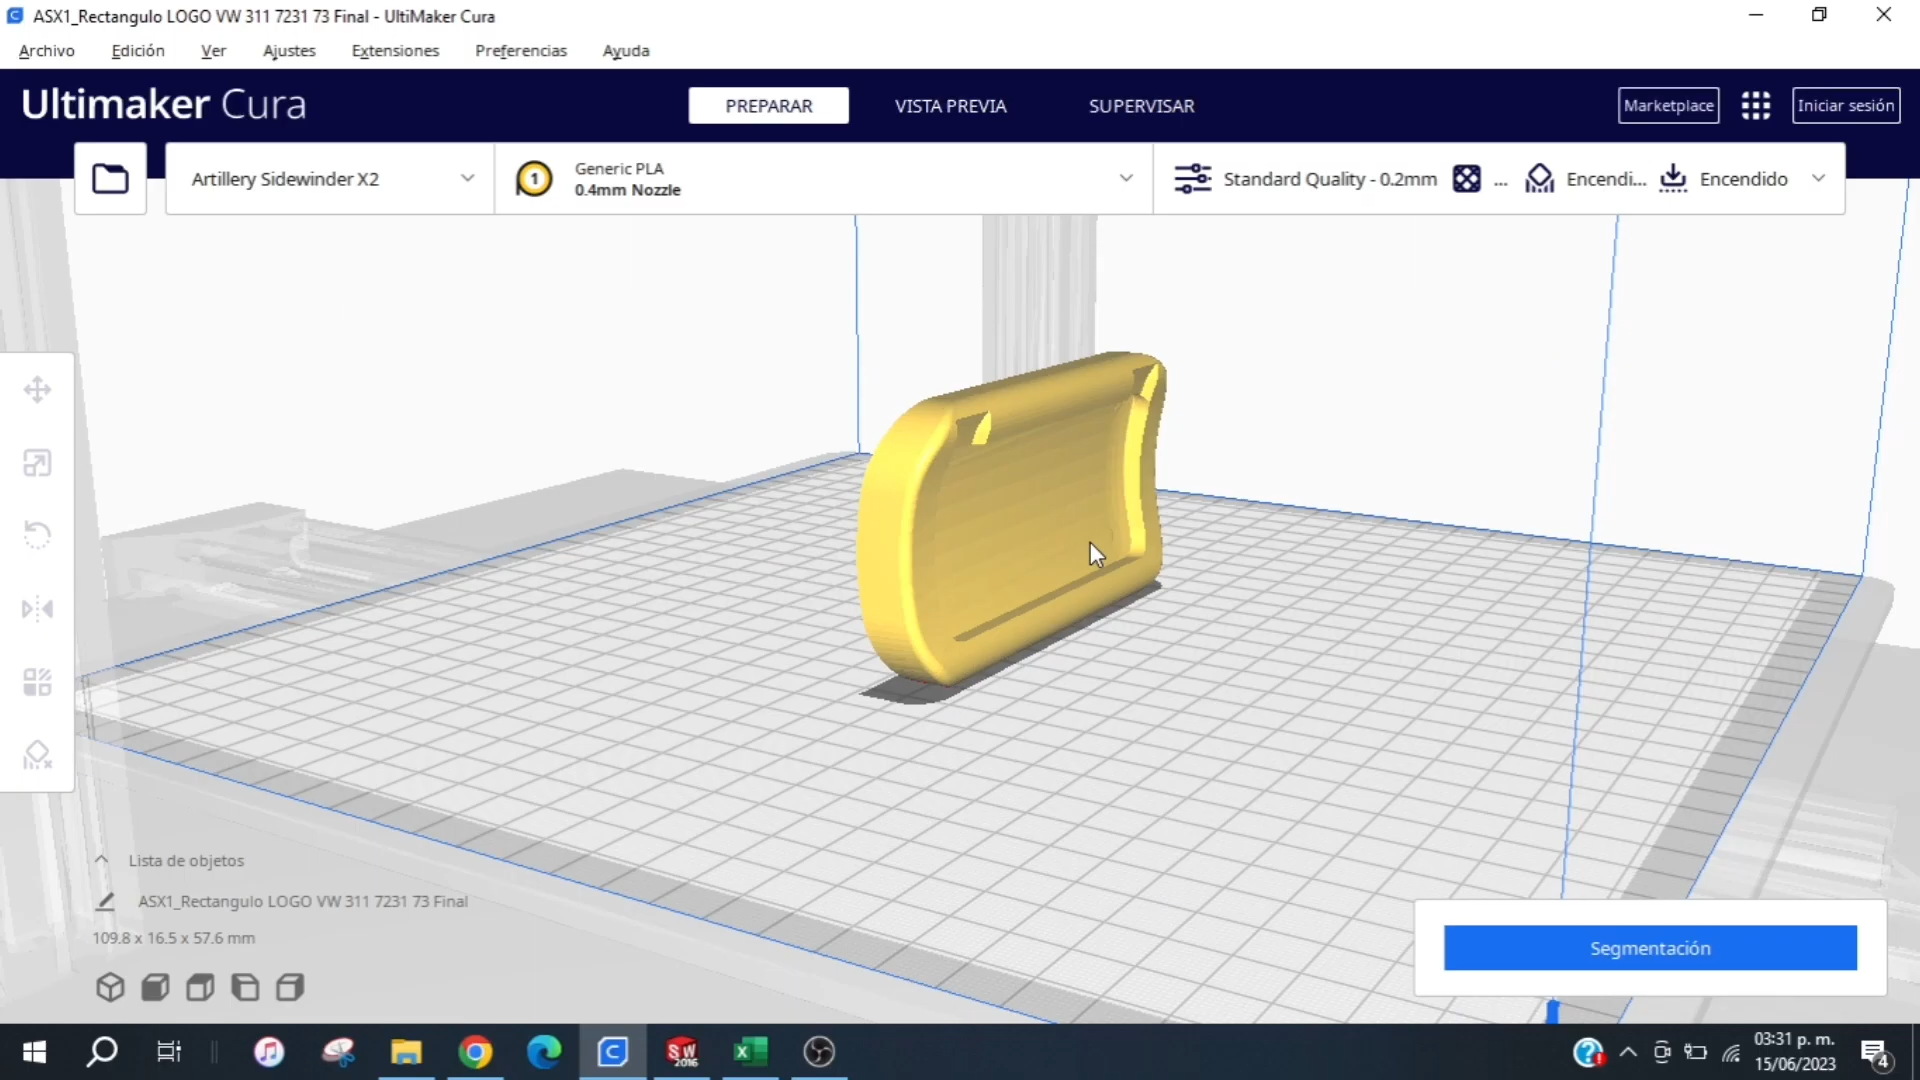 ASX1_Rectangulo LOGO VW 311 7231 73 Final - UltiMaker Cura
Archivo Edición Ver Ajustes Extensiones Preferencias Ayuda
Ultimaker Cura
PREPARAR VISTA PREVIA SUPERVISAR
Marketplace Iniciar sesión
Artillery Sidewinder X2
1
Generic PLA
0.4mm Nozzle
Standard Quality - 0.2mm ... Encendi... Encendido
Lista de objetos
ASX1_Rectangulo LOGO VW 311 7231 73 Final
109.8 x 16.5 x 57.6 mm
Segmentación
SW
2016
03:31 p. m.
15/06/2023
4